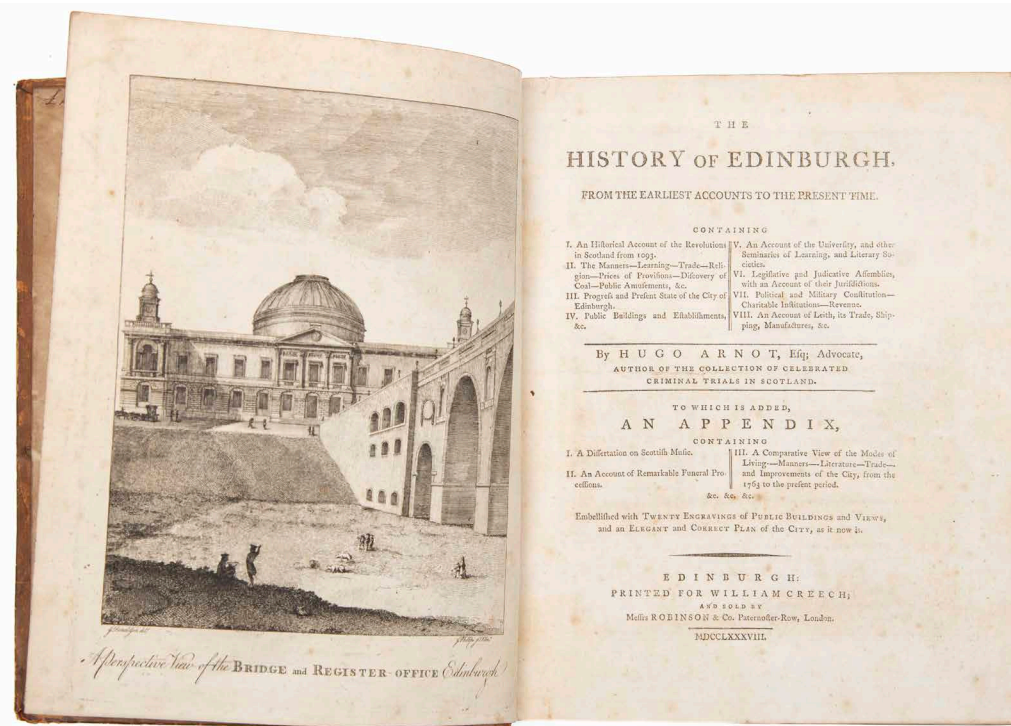 A perspective View of the BRIDGE and REGISTER-OFFICE Edinburgh
THE
HISTORY OF EDINBURGH,
FROM THE EARLIEST ACCOUNTS TO THE PRESENT TIME.
CONTAINING
I. An Hiſtorical Account of the Revolutions
in Scotland from 1093.
II. The Manners—Learning—Trade—Reli-
gion—Prices of Proviſions—Diſcovery of
Coal—Public Amuſements, &c.
III. Progreſs and Preſent State of the City of
Edinburgh.
IV. Public Buildings and Eſtabliſhments,
&c.
V. An Account of the Univerſity, and other
Seminaries of Learning, and Literary So-
cieties.
VI. Legiſlative and Judicative Aſſemblies,
with an Account of their Juriſdictions.
VII. Political and Military Conſtitution—
Charitable Inſtitutions—Revenue.
VIII. An Account of Leith, its Trade, Ship-
ping, Manufactures, &c.
By HUGO ARNOT, Eſq; Advocate,
AUTHOR OF THE COLLECTION OF CELEBRATED
CRIMINAL TRIALS IN SCOTLAND.
TO WHICH IS ADDED,
AN APPENDIX,
CONTAINING
I. A Diſſertation on Scottiſh Muſic.
II. An Account of Remarkable Funeral Pro-
ceſſions.
III. A Comparative View of the Modes of
Living—Manners—Literature—Trade—
and Improvements of the City, from the
1763 to the preſent period.
&c. &c. &c.
Embelliſhed with TWENTY ENGRAVINGS of PUBLIC BUILDINGS and VIEWS,
and an ELEGANT and CORRECT PLAN of the CITY, as it now is.
EDINBURGH:
PRINTED FOR WILLIAM CREECH;
AND SOLD BY
Meſſrs ROBINSON & Co. Paternoſter-Row, London.
MDCCLXXXVIII.